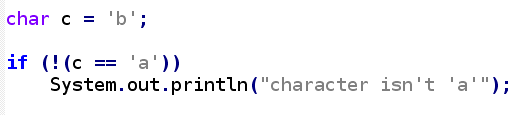 char c = 'b';
if (!(c == 'a'))
    System.out.println("character isn't 'a'");